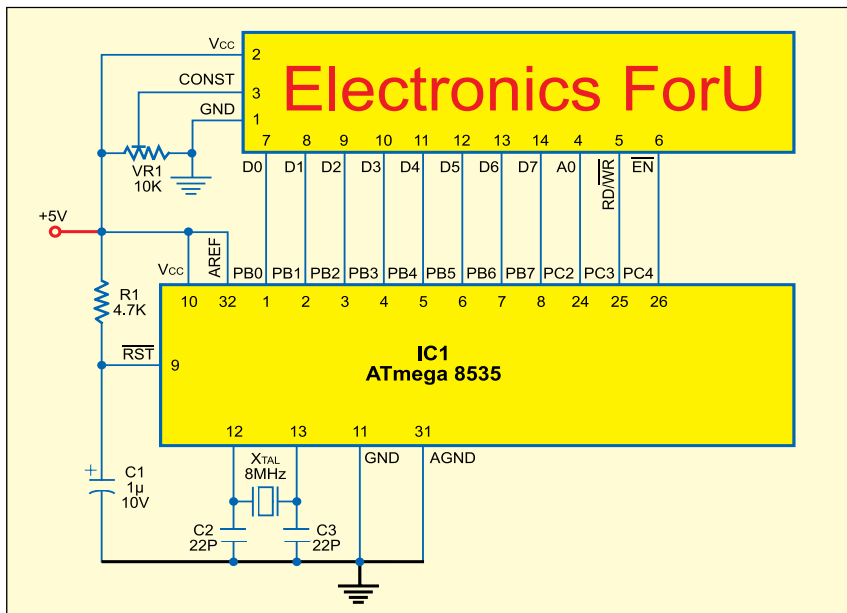 Vcc
2
CONST
3
Electronics ForU
GND
1
7 8 9 10 11 12 13 14 4 5 6
VR1
10K
D0 D1 D2 D3 D4 D5 D6 D7 A0 RD/WR EN
+5V
Vcc AREF PB0 PB1 PB2 PB3 PB4 PB5 PB6 PB7 PC2 PC3 PC4
10 32 1 2 3 4 5 6 7 8 24 25 26
R1
4.7K
RST
9
IC1
ATmega 8535
12 13 11 31
XTAL
8MHz
GND
AGND
+
C1
1µ
10V
C2
22P
C3
22P